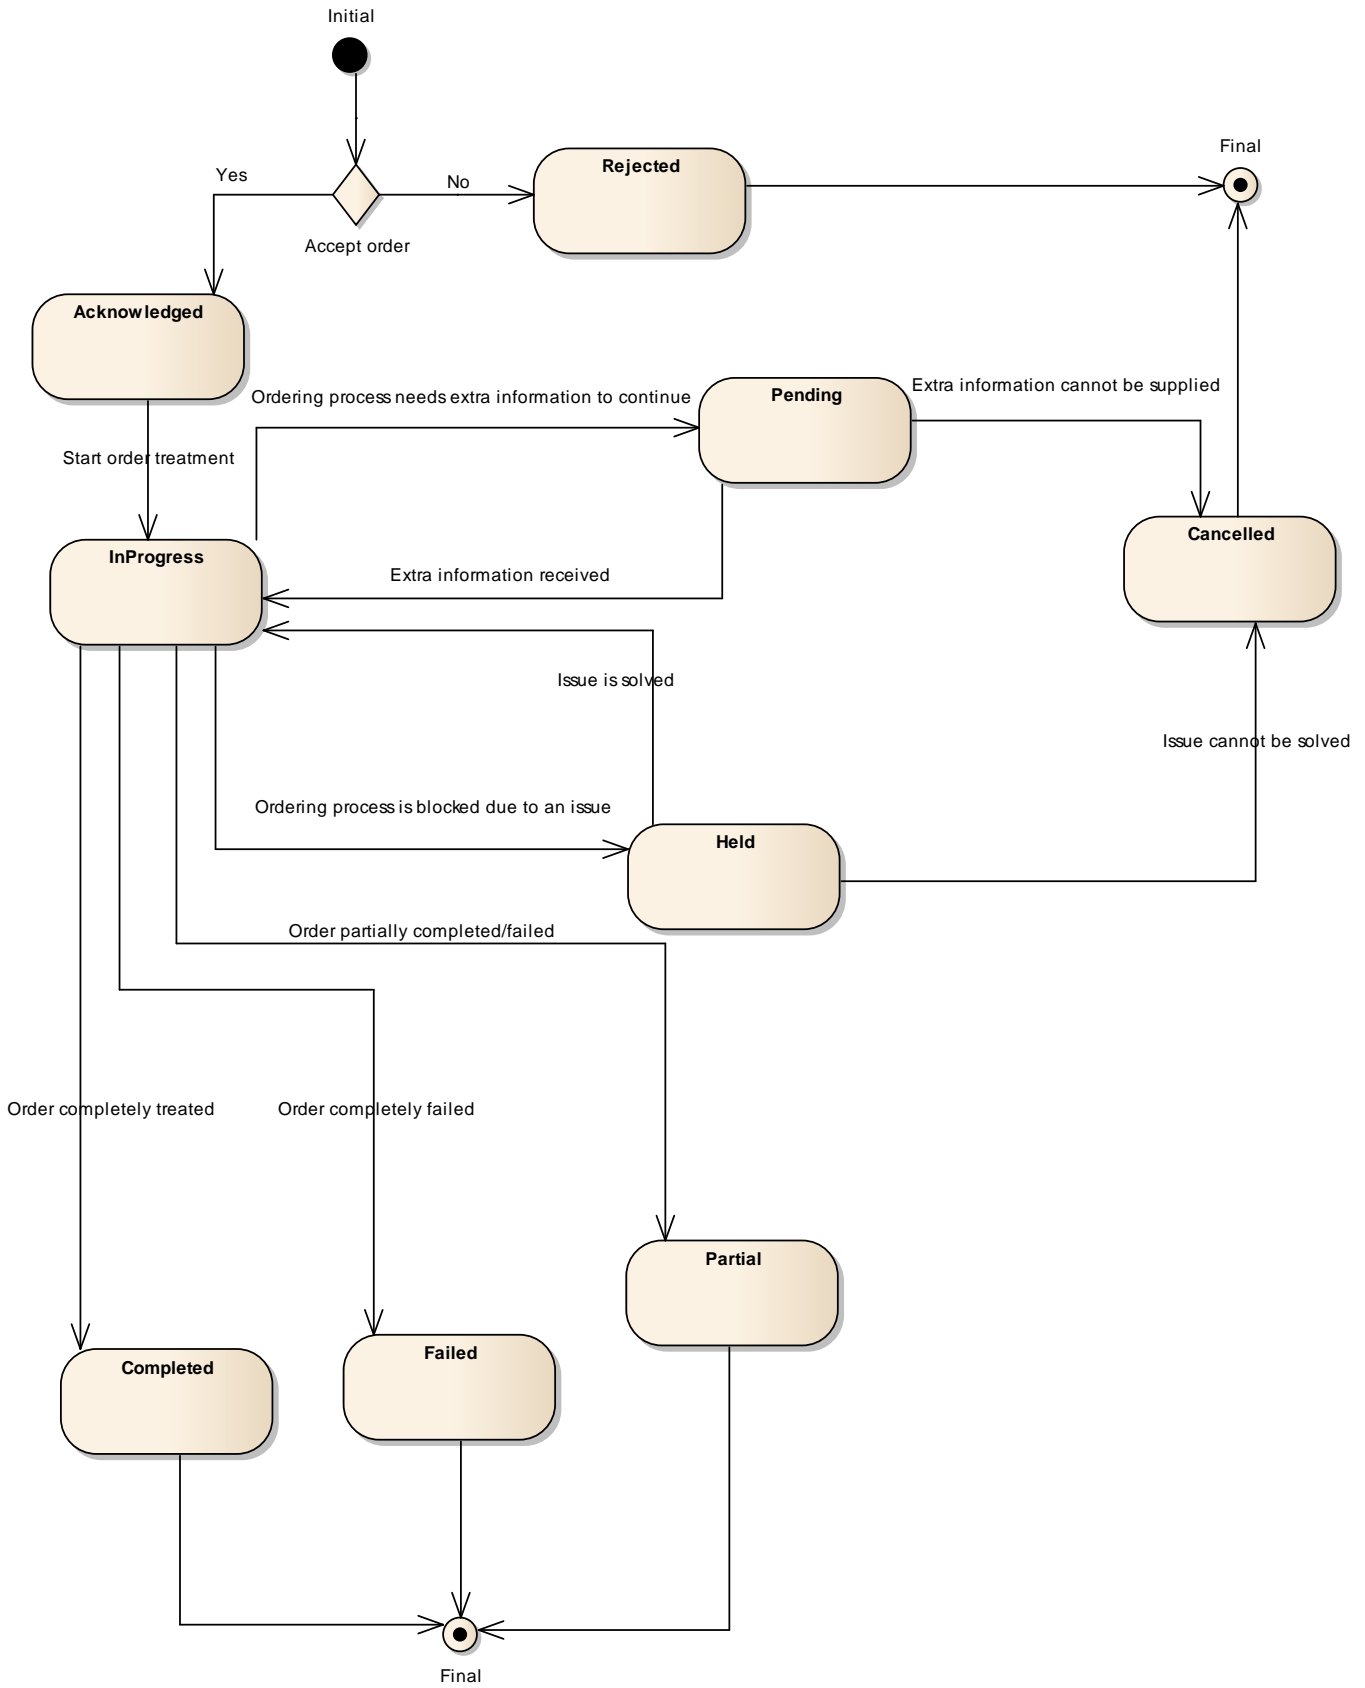 Initial
Final
Rejected
Yes
No
Accept order
Acknowledged
Extra information cannot be supplied
Ordering process needs extra information to continue
Pending
Start order treatment
Cancelled
InProgress
Extra information received
Issue is solved
Issue cannot be solved
Ordering process is blocked due to an issue
Held
Order partially completed/failed
Order completely treated
Order completely failed
Partial
Failed
Completed
Final